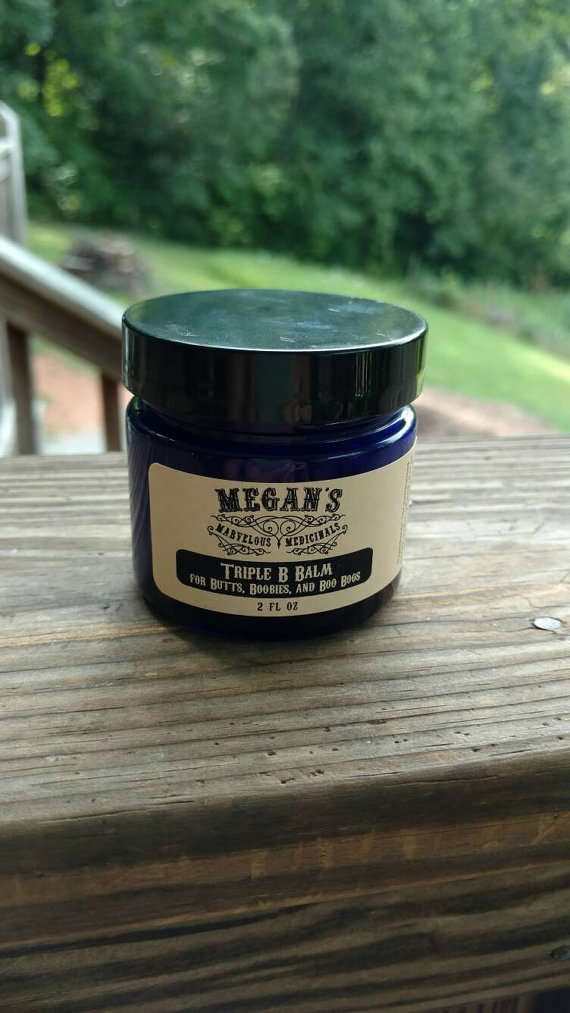 MEGAN'S
MARVELOUS MEDICINALS
TRIPLE B BALM
FOR BUTTS, BOOBIES, AND BOO BOOS
2 FL OZ